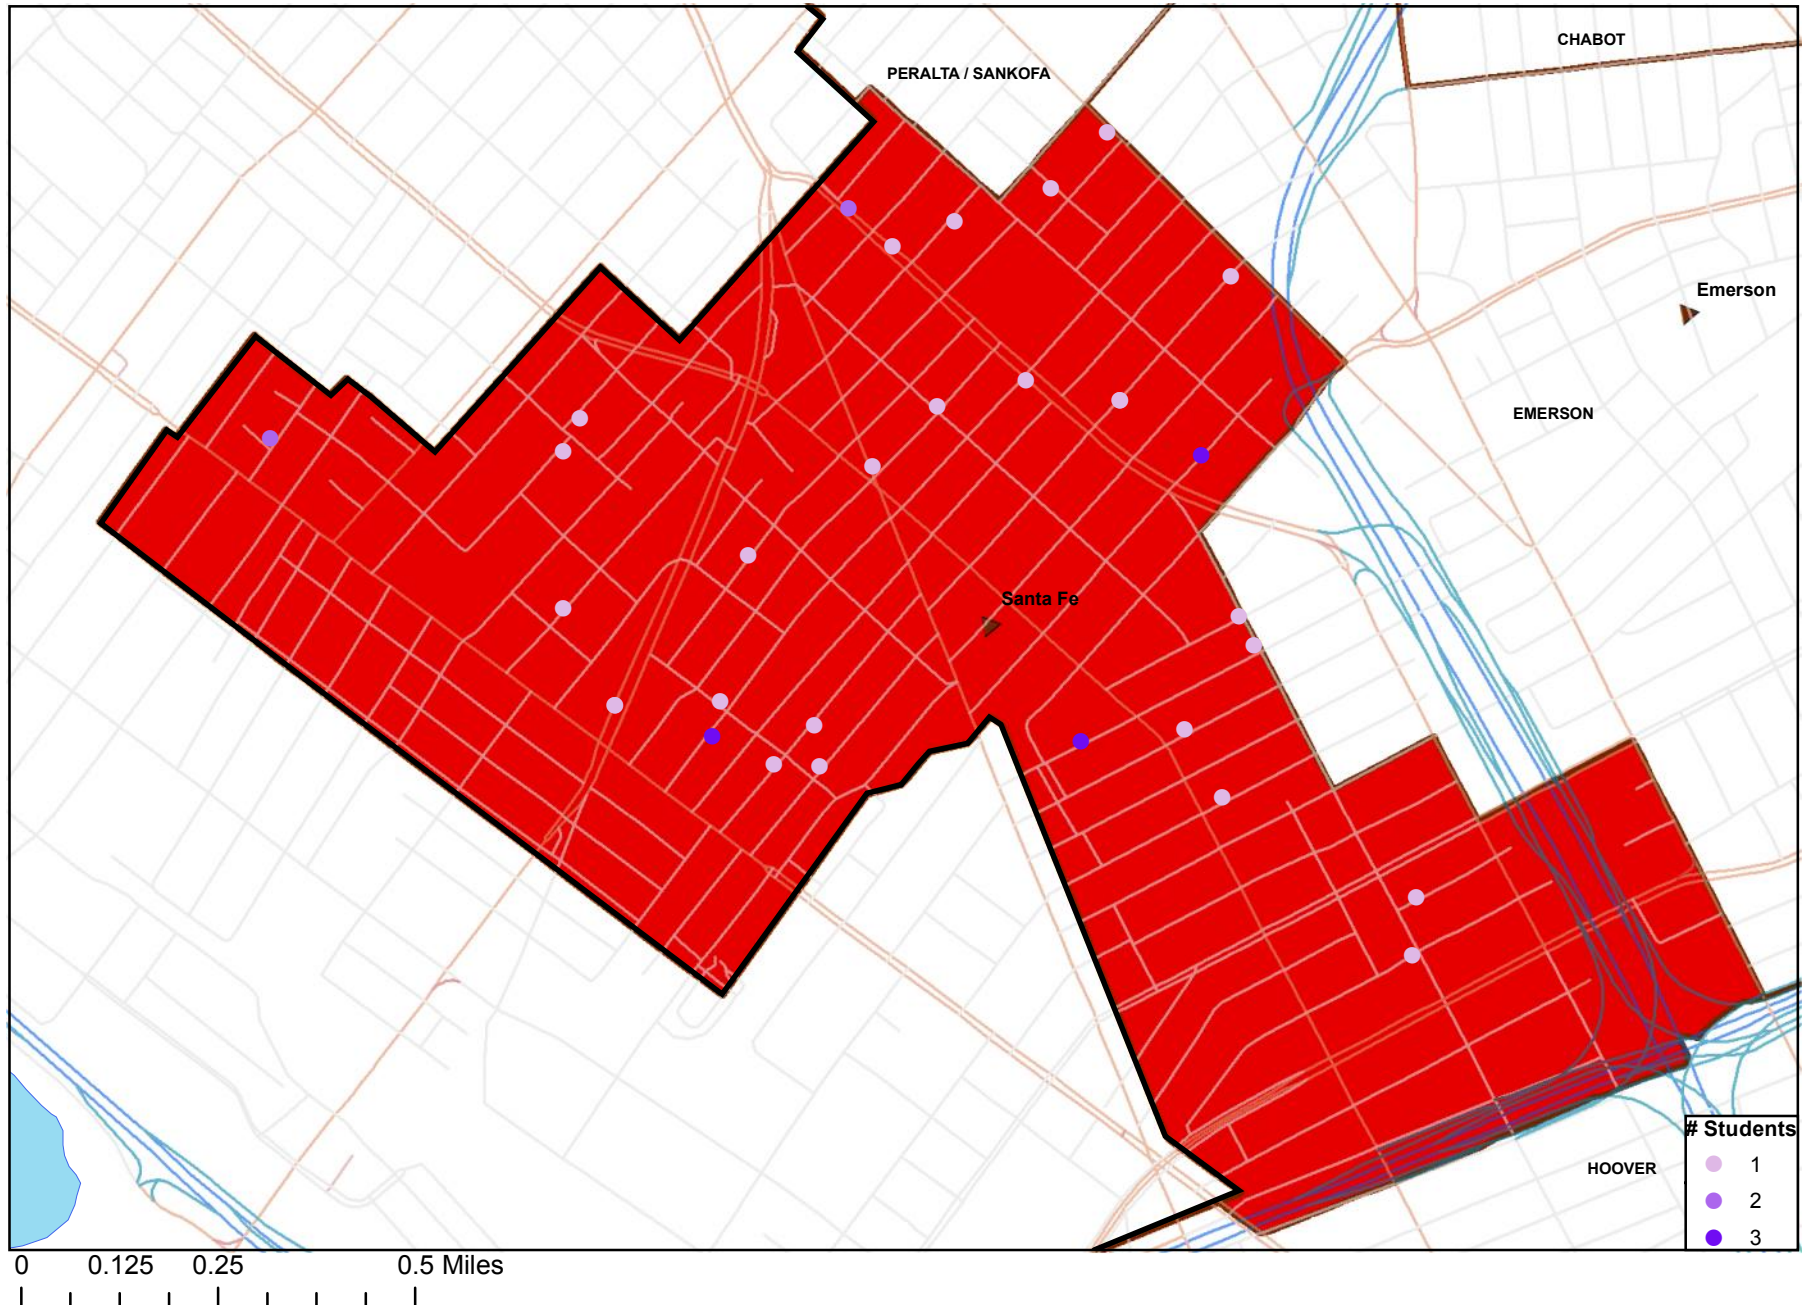 CHABOT
PERALTA / SANKOFA
Emerson
EMERSON
Santa Fe
HOOVER
# Students
1
2
3
0 0.125 0.25 0.5 Miles